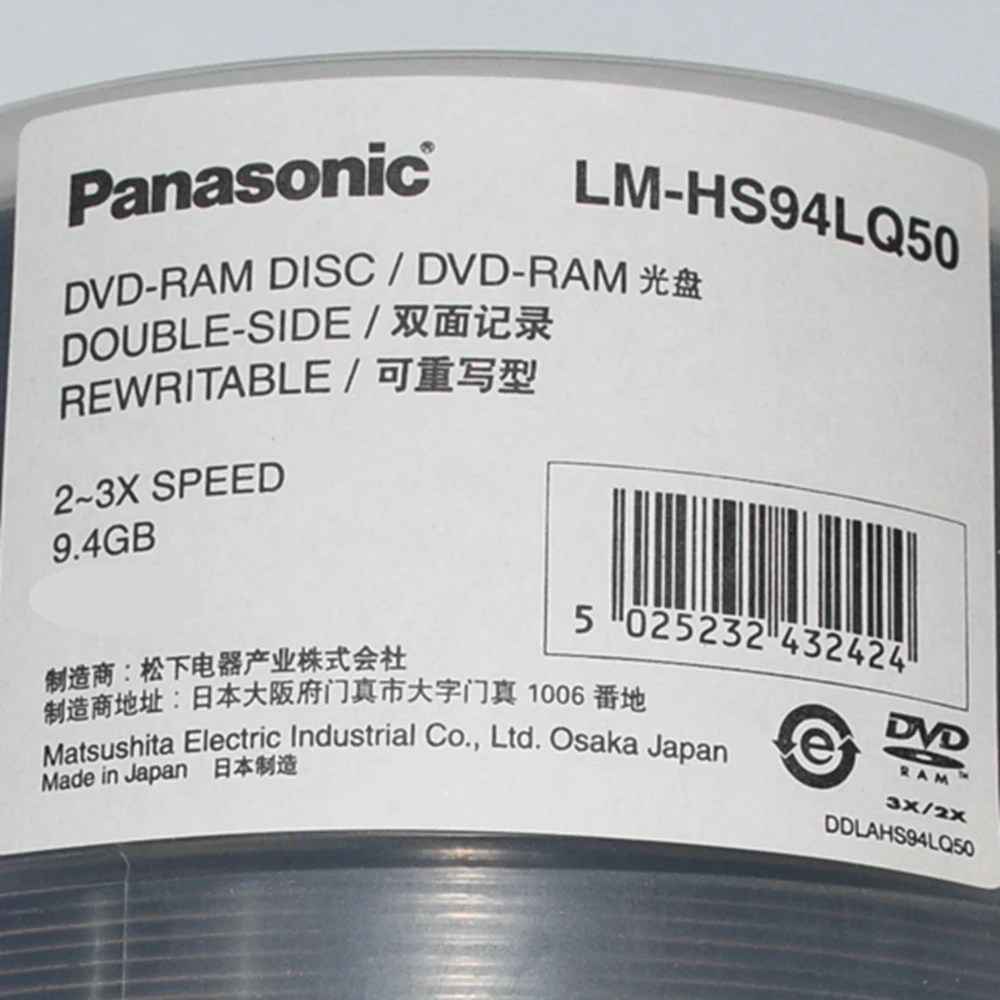 Panasonic®
LM-HS94LQ50
DVD-RAM DISC / DVD-RAM 光盘
DOUBLE-SIDE / 双面记录
REWRITABLE / 可重写型
2~3X SPEED
9.4GB
5 025232 432424
制造商：松下电器产业株式会社
制造商地址：日本大阪府门真市大字门真 1006 番地
Matsushita Electric Industrial Co., Ltd. Osaka Japan
Made in Japan 日本制造
e
DVD
RAM™
3X/2X
DDLAHS94LQ50